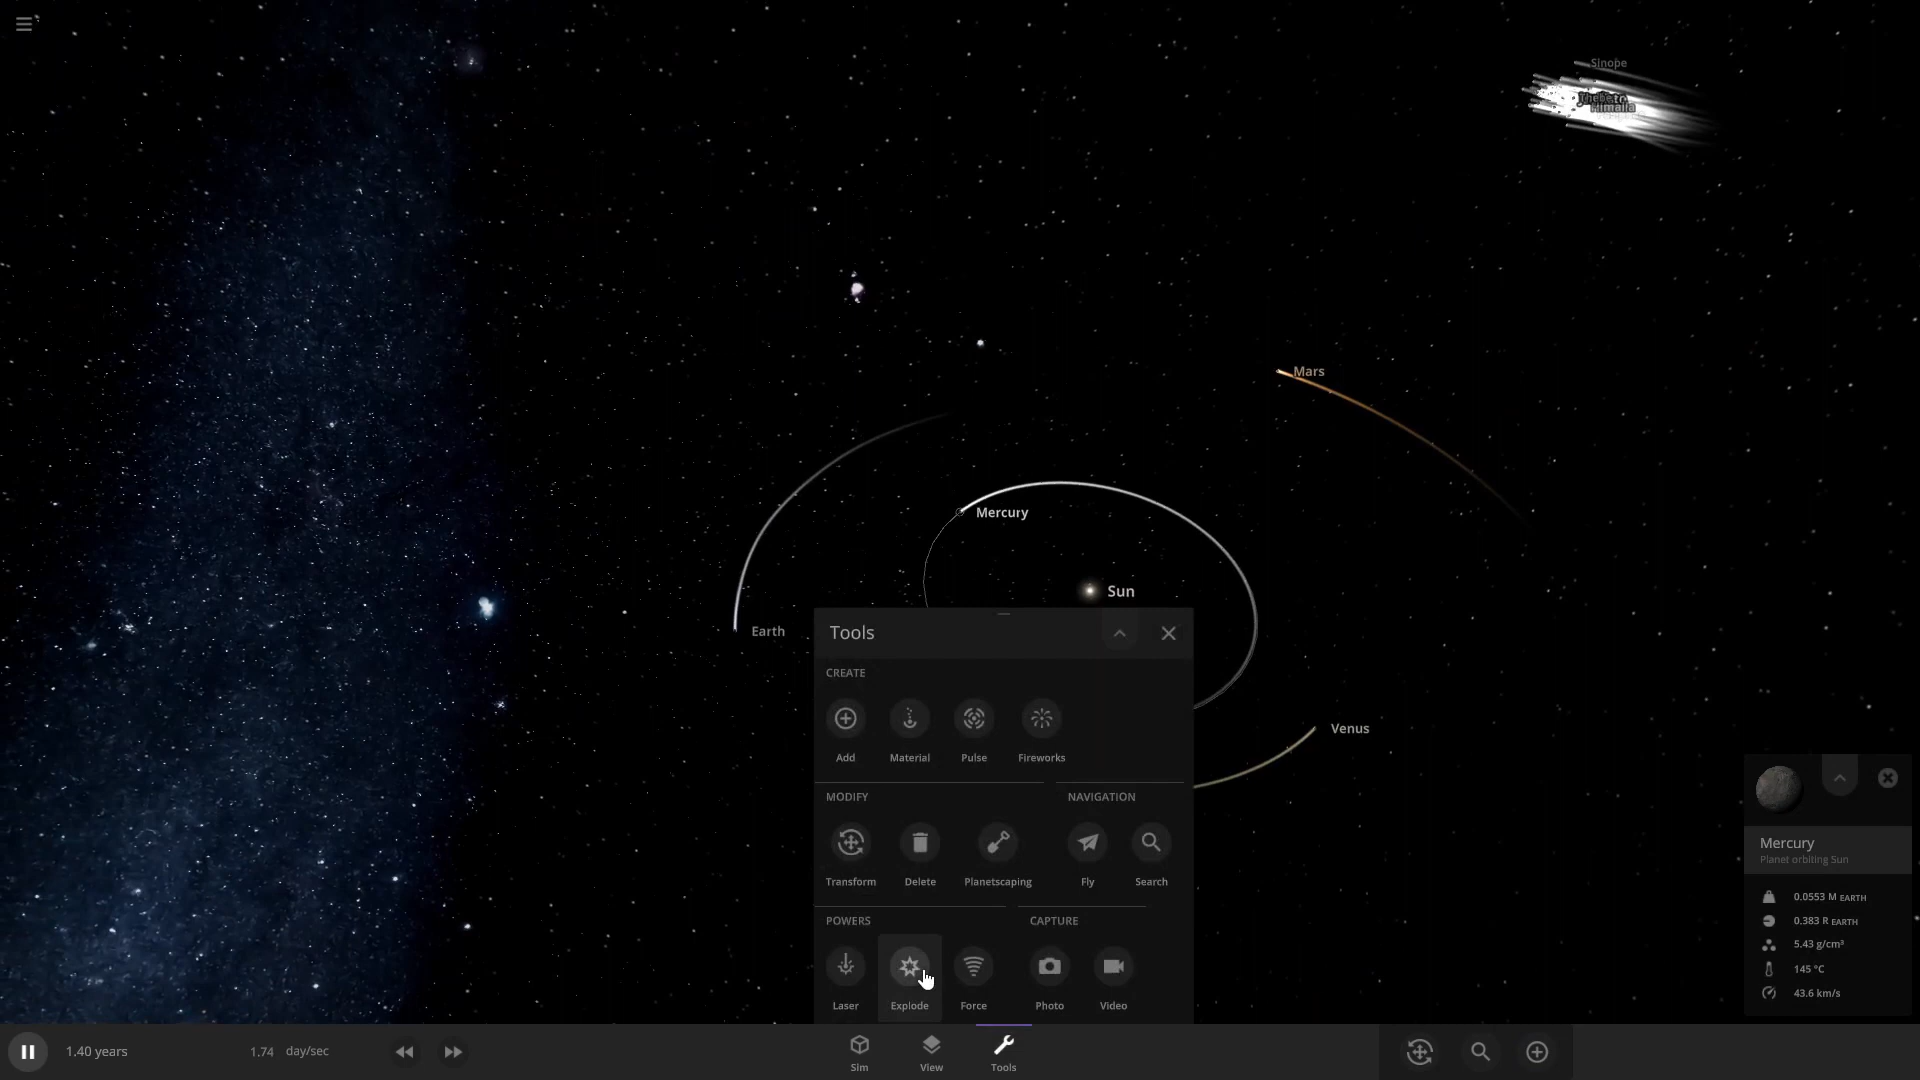 Sinope
Himalia
Mars
Mercury
Sun
Earth
Venus
Tools
CREATE
Add Material Pulse Fireworks
MODIFY NAVIGATION
Transform Delete Planetscaping Fly Search
POWERS CAPTURE
Laser Explode Force Photo Video
Mercury
Planet orbiting Sun
0.0553 M EARTH
0.383 R EARTH
5.43 g/cm³
145 °C
43.6 km/s
1.40 years 1.74 day/sec
Sim View Tools